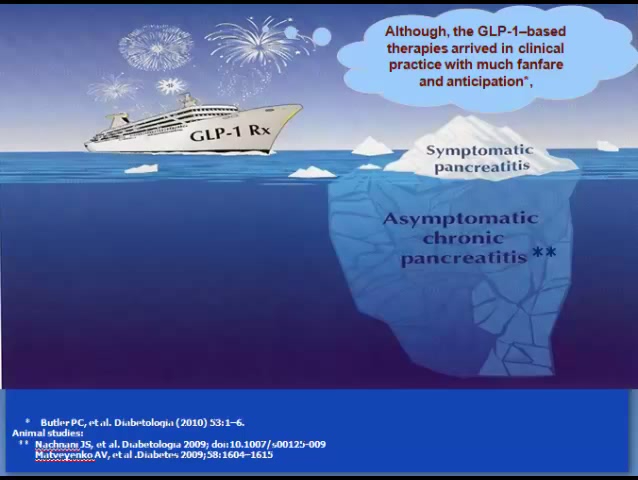 Although, the GLP-1–based
therapies arrived in clinical
practice with much fanfare
and anticipation*,
GLP-1 Rx
Symptomatic
pancreatitis
Asymptomatic
chronic
pancreatitis**
* Butler PC, et al. Diabetologia (2010) 53:1–6.
Animal studies:
** Nachnani JS, et al. Diabetologia 2009; doi:10.1007/s00125-009
Matveyenko AV, et al .Diabetes 2009;58:1604–1615